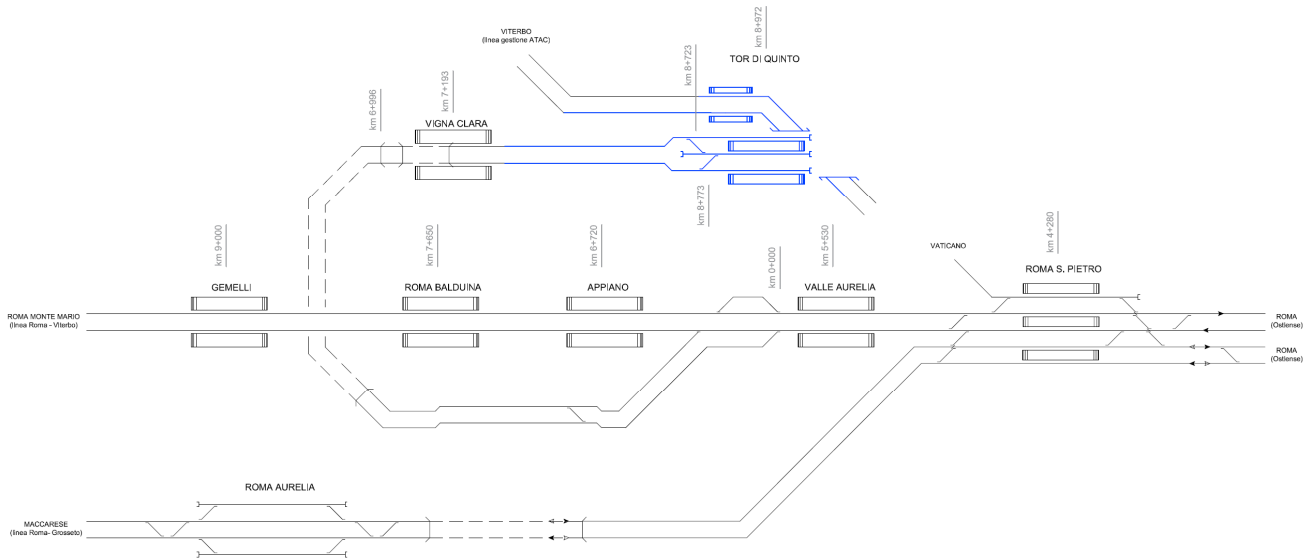 km 8+972
VITERBO
(linea gestione ATAC)
km 8+723
TOR DI QUINTO
km 6+996
km 7+193
VIGNA CLARA
km 8+773
km 9+000
km 7+650
km 6+720
km 0+000
km 5+530
km 4+280
VATICANO
ROMA S. PIETRO
GEMELLI
ROMA BALDUINA
APPIANO
VALLE AURELIA
ROMA MONTE MARIO
(linea Roma - Viterbo)
ROMA
(Ostiense)
ROMA
(Ostiense)
ROMA AURELIA
MACCARESE
(linea Roma- Grosseto)